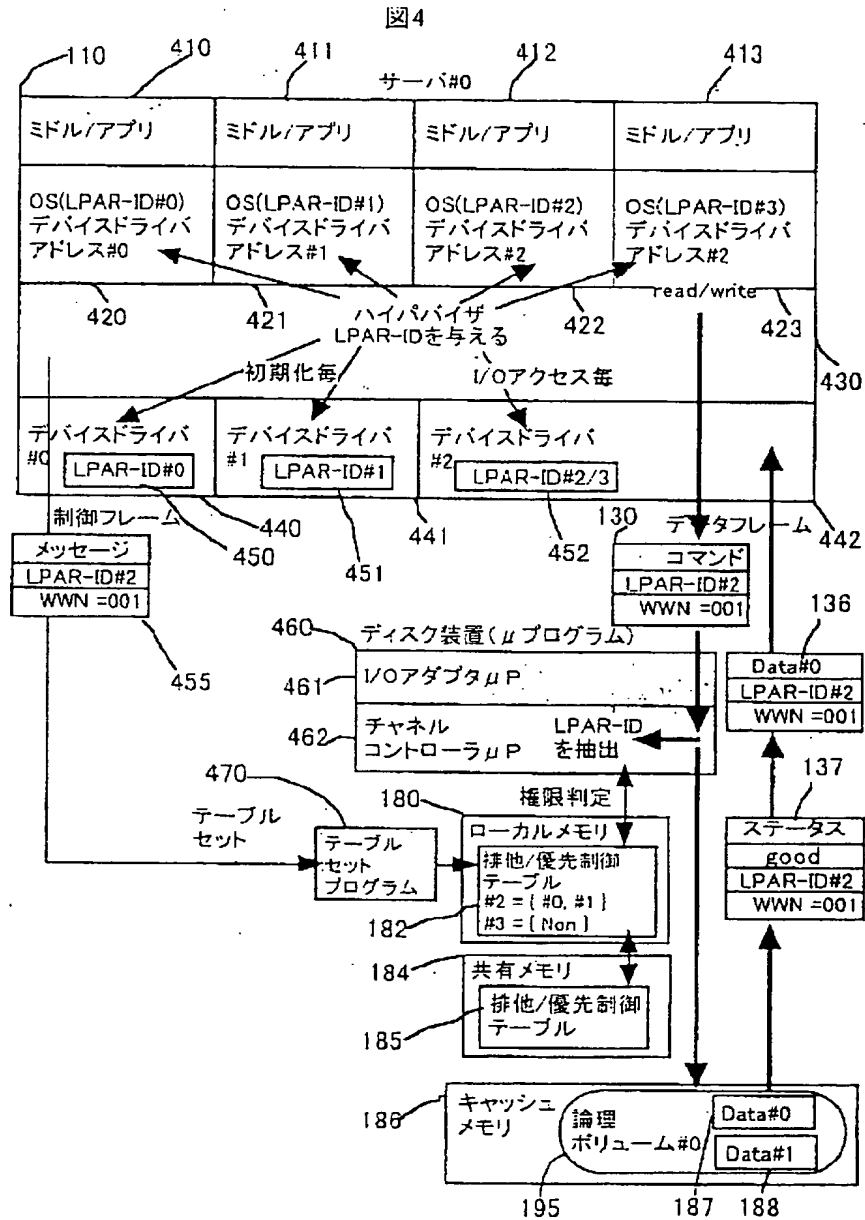 図4
110
410
411
412
413
サーバ#0
ミドル/アプリ
ミドル/アプリ
ミドル/アプリ
ミドル/アプリ
OS(LPAR-ID#0)
デバイスドライバ
アドレス#0
OS(LPAR-ID#1)
デバイスドライバ
アドレス#1
OS(LPAR-ID#2)
デバイスドライバ
アドレス#2
OS(LPAR-ID#3)
デバイスドライバ
アドレス#2
420
421
ハイパバイザ
LPAR-IDを与える
422
read/write
423
430
初期化毎
I/Oアクセス毎
デバイスドライバ
#0
LPAR-ID#0
デバイスドライバ
#1
LPAR-ID#1
デバイスドライバ
#2
LPAR-ID#2/3
制御フレーム
440
450
441
451
452
130
データフレーム
442
メッセージ
LPAR-ID#2
WWN=001
455
コマンド
LPAR-ID#2
WWN=001
136
460
ディスク装置(μプログラム)
461
I/OアダプタμP
462
チャネル
コントローラμP
LPAR-ID
を抽出
Data#0
LPAR-ID#2
WWN=001
137
470
180
権限判定
ステータス
good
LPAR-ID#2
WWN=001
テーブル
セット
テーブル
セット
プログラム
ローカルメモリ
排他/優先制御
テーブル
#2={#0,#1}
#3={Non}
182
184
共有メモリ
排他/優先制御
テーブル
185
186
キャッシュ
メモリ
論理
ボリューム#0
Data#0
Data#1
195
187
188